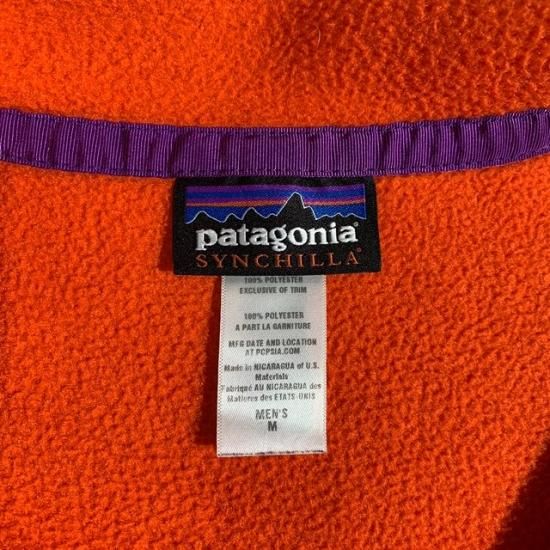 patagonia®
SYNCHILLA®
100% POLYESTER
EXCLUSIVE OF TRIM
100% POLYESTER
A PART LA GARNITURE
MFG DATE AND LOCATION
AT PCPSIA.COM
Made in NICARAGUA of U.S.
Materials
Fabriqué AU NICARAGUA des
Matieres des ETATS-UNIS
MEN'S
M